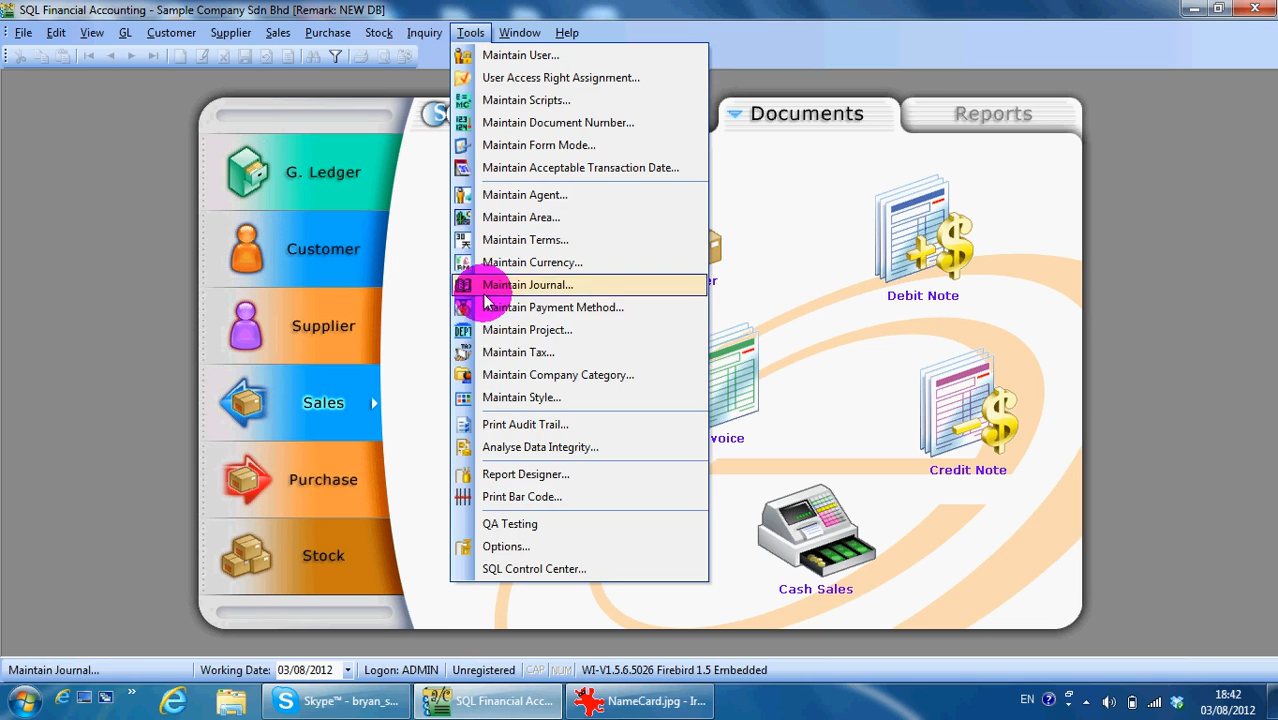 SQL Financial Accounting - Sample Company Sdn Bhd [Remark: NEW DB]
File Edit View GL Customer Supplier Sales Purchase Stock Inquiry Tools Window Help
Maintain User...
User Access Right Assignment...
Maintain Scripts...
Maintain Document Number...
Maintain Form Mode...
Maintain Acceptable Transaction Date...
Maintain Agent...
Maintain Area...
Maintain Terms...
Maintain Currency...
Maintain Journal...
Maintain Payment Method...
Maintain Project...
Maintain Tax...
Maintain Company Category...
Maintain Style...
Print Audit Trail...
Analyse Data Integrity...
Report Designer...
Print Bar Code...
QA Testing
Options...
SQL Control Center...
Documents
Reports
G. Ledger
Customer
Supplier
Sales
Purchase
Stock
Debit Note
Credit Note
Cash Sales
Maintain Journal... Working Date: 03/08/2012 Logon: ADMIN Unregistered CAP NUM WI-V1.5.6.5026 Firebird 1.5 Embedded
Skype™ - bryan_s... SQL Financial Acc... NameCard.jpg - Ir... EN 18:42
03/08/2012